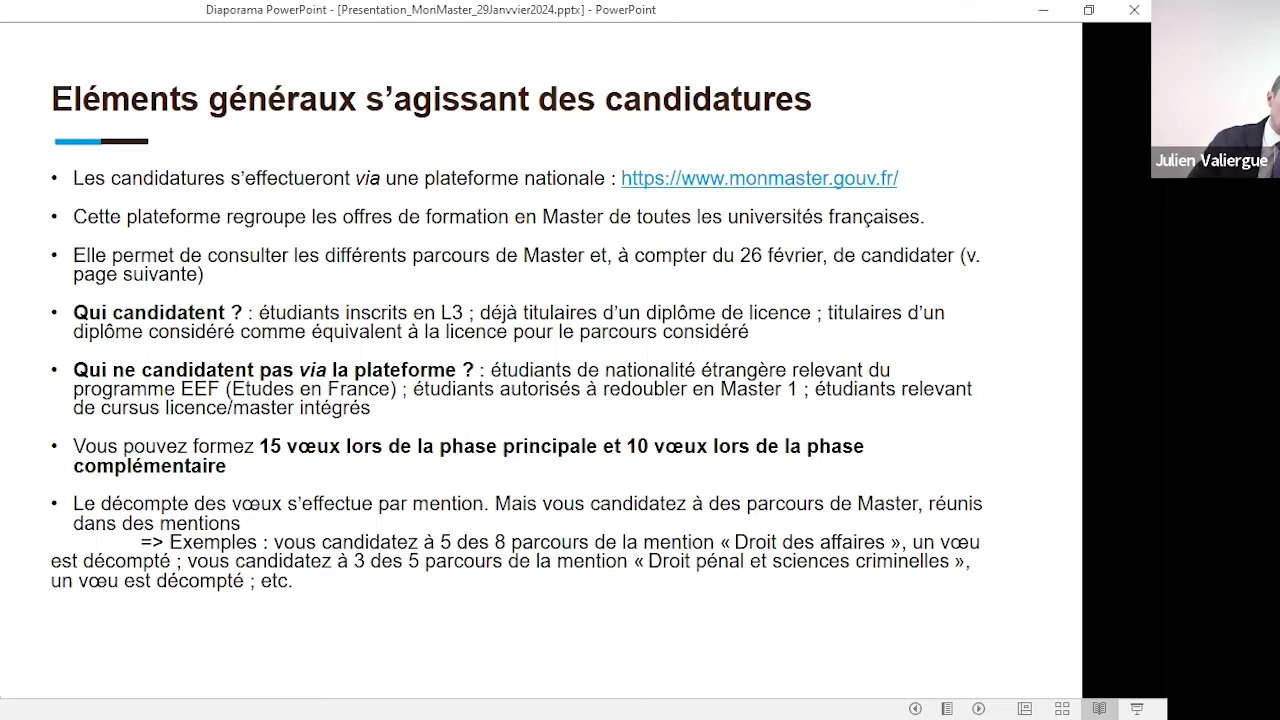 Diaporama PowerPoint - [Presentation_MonMaster_29Janvvier2024.pptx] - PowerPoint
Eléments généraux s’agissant des candidatures
• Les candidatures s’effectueront via une plateforme nationale : https://www.monmaster.gouv.fr/
• Cette plateforme regroupe les offres de formation en Master de toutes les universités françaises.
• Elle permet de consulter les différents parcours de Master et, à compter du 26 février, de candidater (v.
page suivante)
• Qui candidatent ? : étudiants inscrits en L3 ; déjà titulaires d’un diplôme de licence ; titulaires d’un
diplôme considéré comme équivalent à la licence pour le parcours considéré
• Qui ne candidatent pas via la plateforme ? : étudiants de nationalité étrangère relevant du
programme EEF (Etudes en France) ; étudiants autorisés à redoubler en Master 1 ; étudiants relevant
de cursus licence/master intégrés
• Vous pouvez formez 15 vœux lors de la phase principale et 10 vœux lors de la phase
complémentaire
• Le décompte des vœux s’effectue par mention. Mais vous candidatez à des parcours de Master, réunis
dans des mentions
=> Exemples : vous candidatez à 5 des 8 parcours de la mention « Droit des affaires », un vœu
est décompté ; vous candidatez à 3 des 5 parcours de la mention « Droit pénal et sciences criminelles »,
un vœu est décompté ; etc.
Julien Valiergue